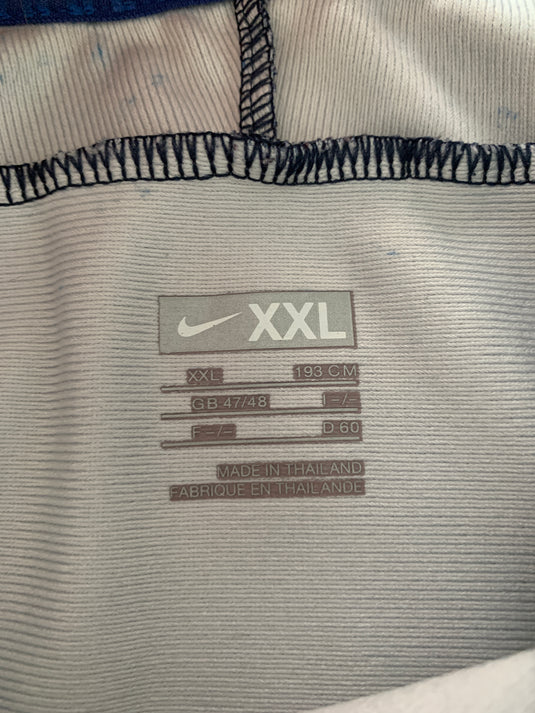 XXL
XXL 193 CM
GB 47/48 I -/-
F -/- D 60
MADE IN THAILAND
FABRIQUE EN THAILANDE